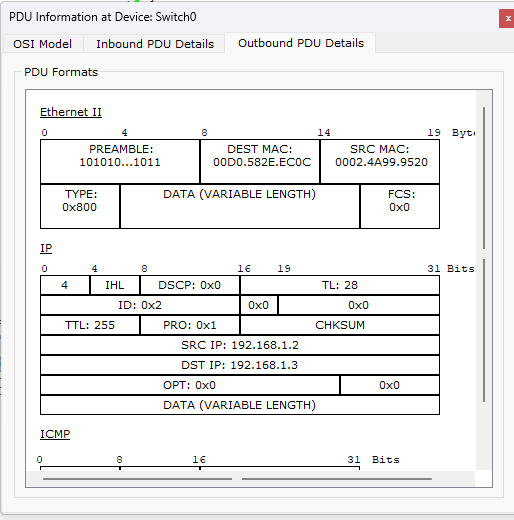 PDU Information at Device: Switch0
x
OSI Model Inbound PDU Details Outbound PDU Details
PDU Formats
Ethernet II
0 4 8 14 19 Byte
PREAMBLE: DEST MAC: SRC MAC:
101010...1011 00D0.582E.EC0C 0002.4A99.9520
TYPE: DATA (VARIABLE LENGTH) FCS:
0x800 0x0
IP
0 4 8 16 19 31 Bits
4 IHL DSCP: 0x0 TL: 28
ID: 0x2 0x0 0x0
TTL: 255 PRO: 0x1 CHKSUM
SRC IP: 192.168.1.2
DST IP: 192.168.1.3
OPT: 0x0 0x0
DATA (VARIABLE LENGTH)
ICMP
0 8 16 31 Bits